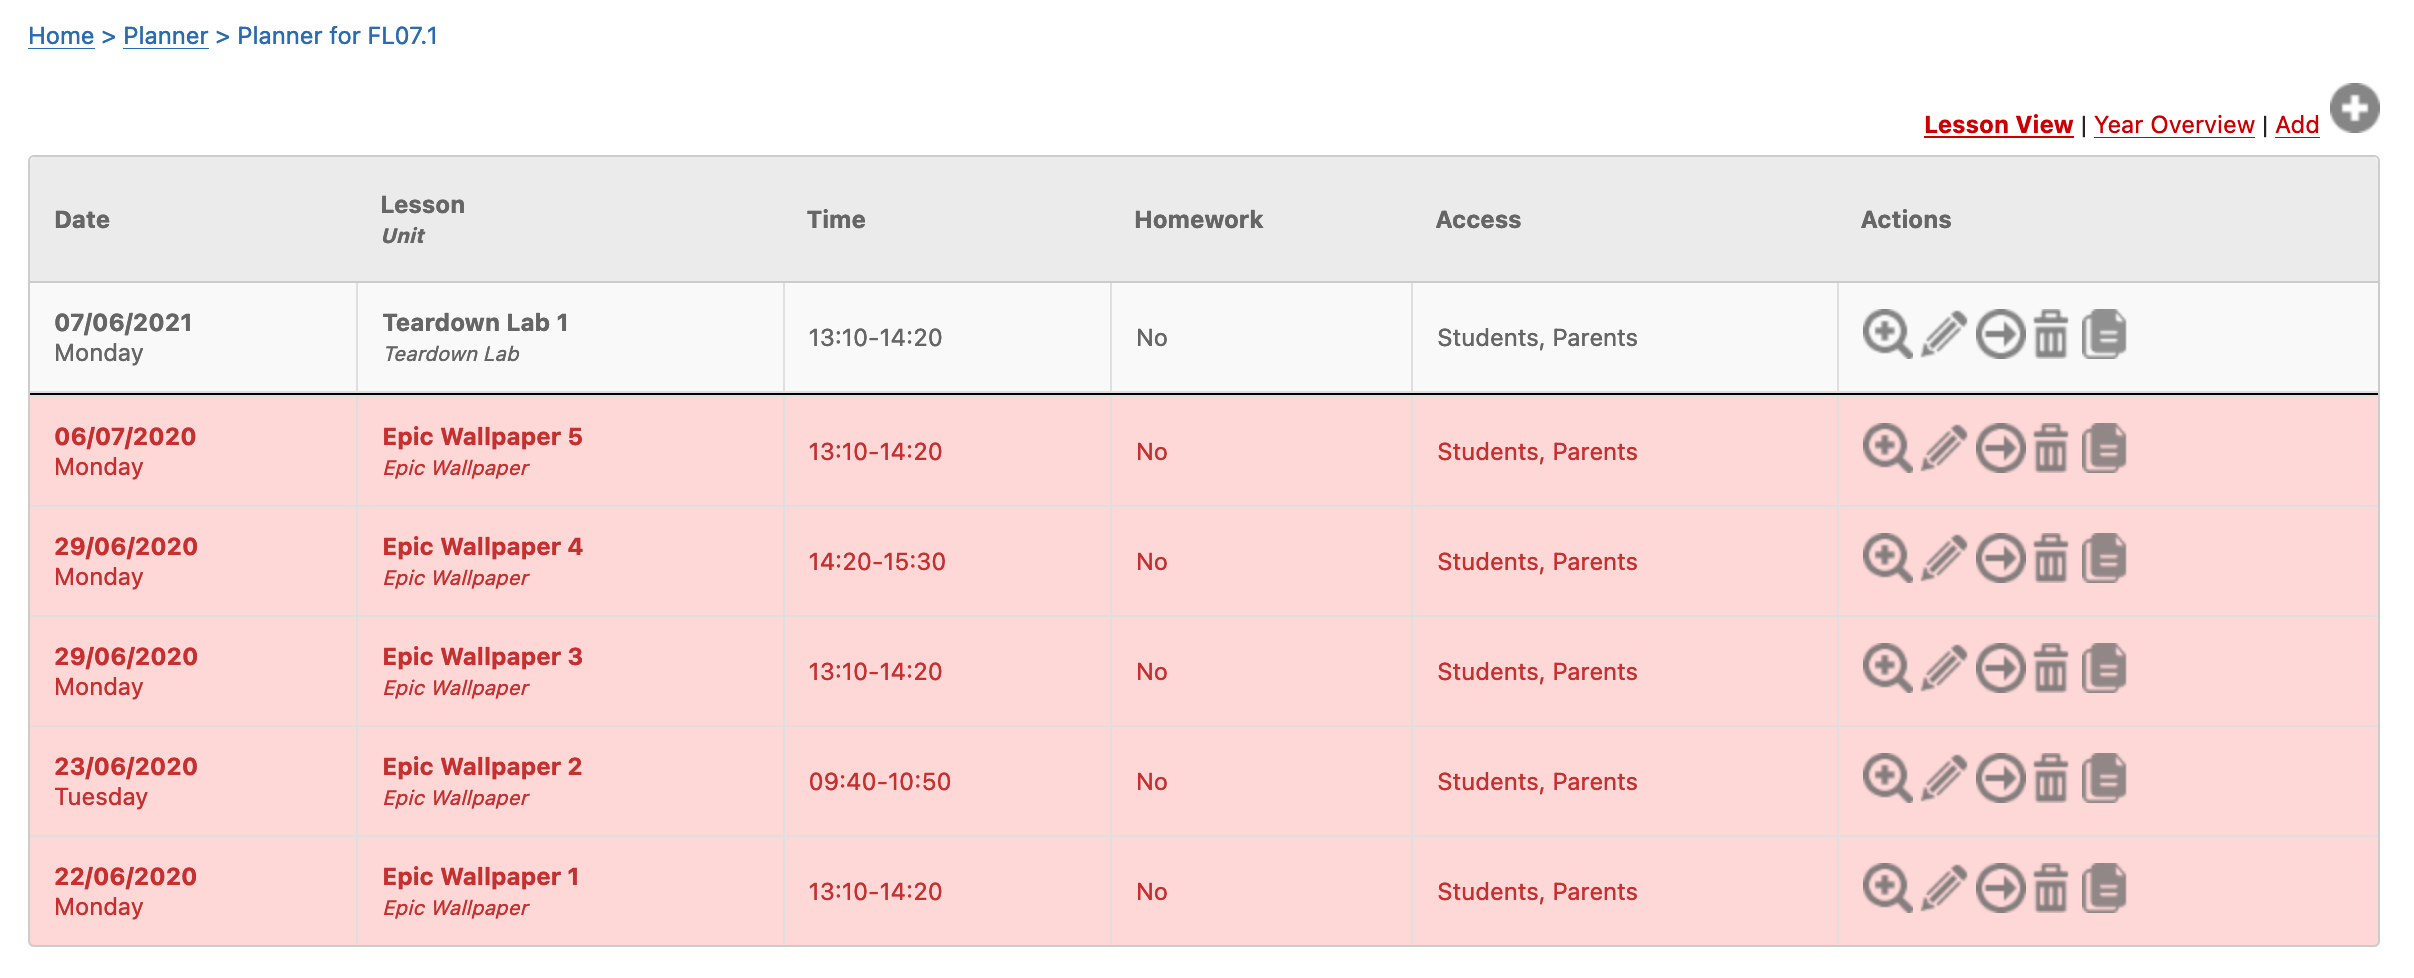 Home > Planner > Planner for FL07.1
Lesson View | Year Overview | Add
Date
Lesson
Unit
Time
Homework
Access
Actions
07/06/2021
Monday
Teardown Lab 1
Teardown Lab
13:10-14:20
No
Students, Parents
06/07/2020
Monday
Epic Wallpaper 5
Epic Wallpaper
13:10-14:20
No
Students, Parents
29/06/2020
Monday
Epic Wallpaper 4
Epic Wallpaper
14:20-15:30
No
Students, Parents
29/06/2020
Monday
Epic Wallpaper 3
Epic Wallpaper
13:10-14:20
No
Students, Parents
23/06/2020
Tuesday
Epic Wallpaper 2
Epic Wallpaper
09:40-10:50
No
Students, Parents
22/06/2020
Monday
Epic Wallpaper 1
Epic Wallpaper
13:10-14:20
No
Students, Parents